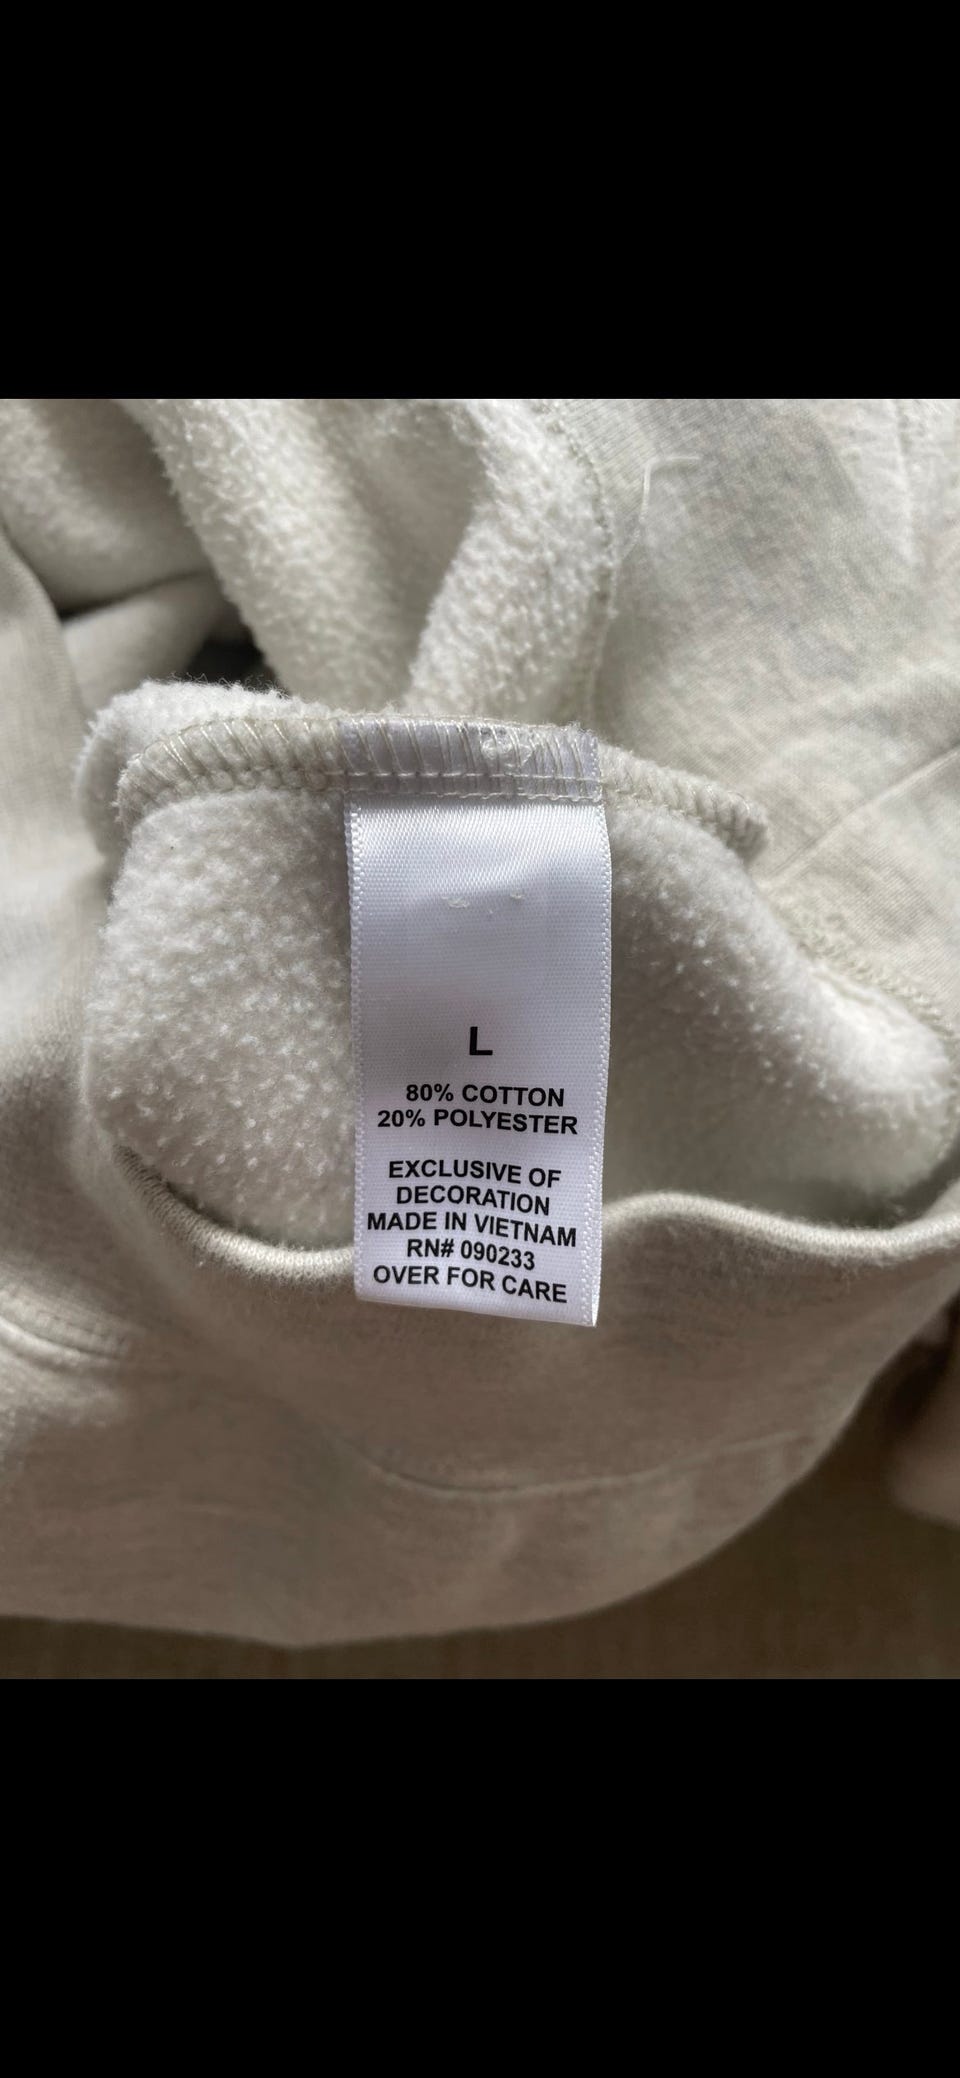 L
80% COTTON
20% POLYESTER
EXCLUSIVE OF
DECORATION
MADE IN VIETNAM
RN# 090233
OVER FOR CARE